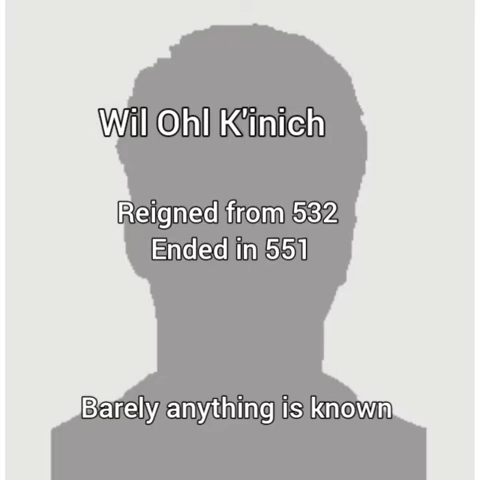 Wil Ohl K'inich
Reigned from 532
Ended in 551
Barely anything is known